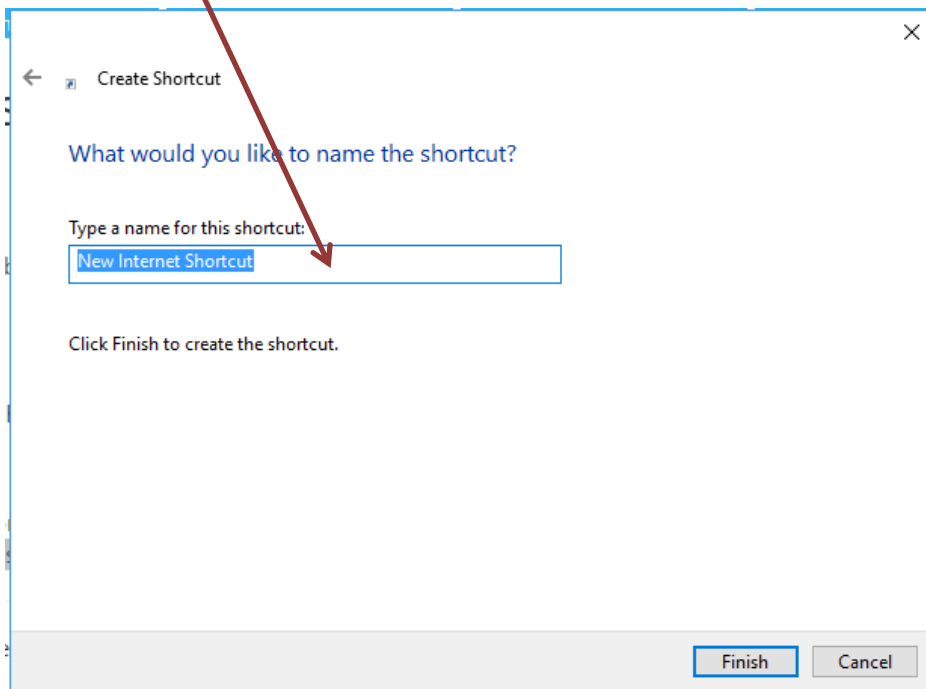 Create Shortcut
What would you like to name the shortcut?
Type a name for this shortcut:
New Internet Shortcut
Click Finish to create the shortcut.
Finish Cancel